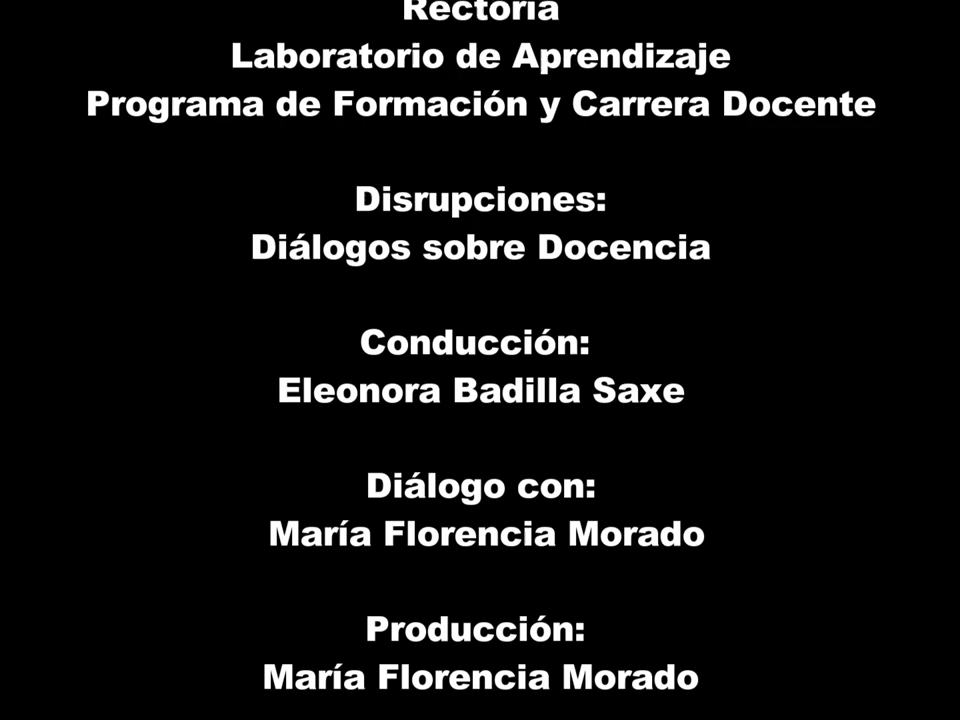 Rectoría
Laboratorio de Aprendizaje
Programa de Formación y Carrera Docente
Disrupciones:
Diálogos sobre Docencia
Conducción:
Eleonora Badilla Saxe
Diálogo con:
María Florencia Morado
Producción:
María Florencia Morado